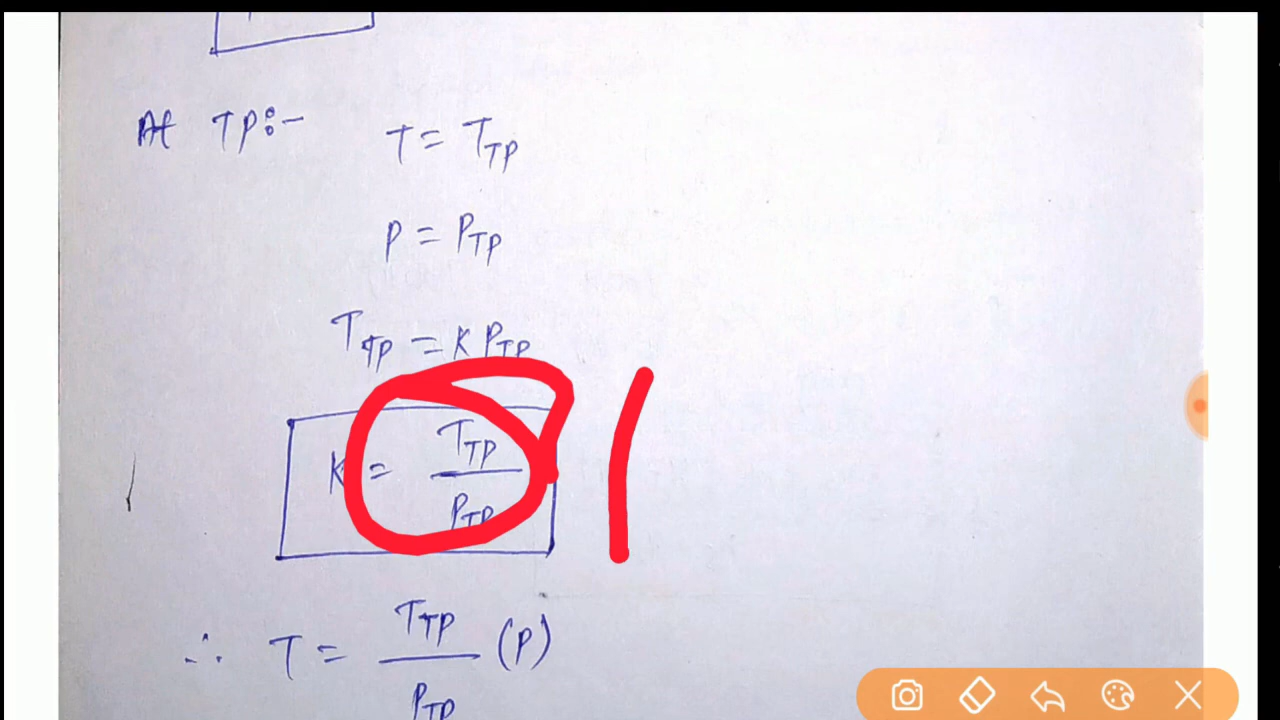 At TP:-
T = T_TP
P = P_TP
T_TP = K P_TP
K = T_TP / P_TP
∴ T = T_TP / P_TP (P)